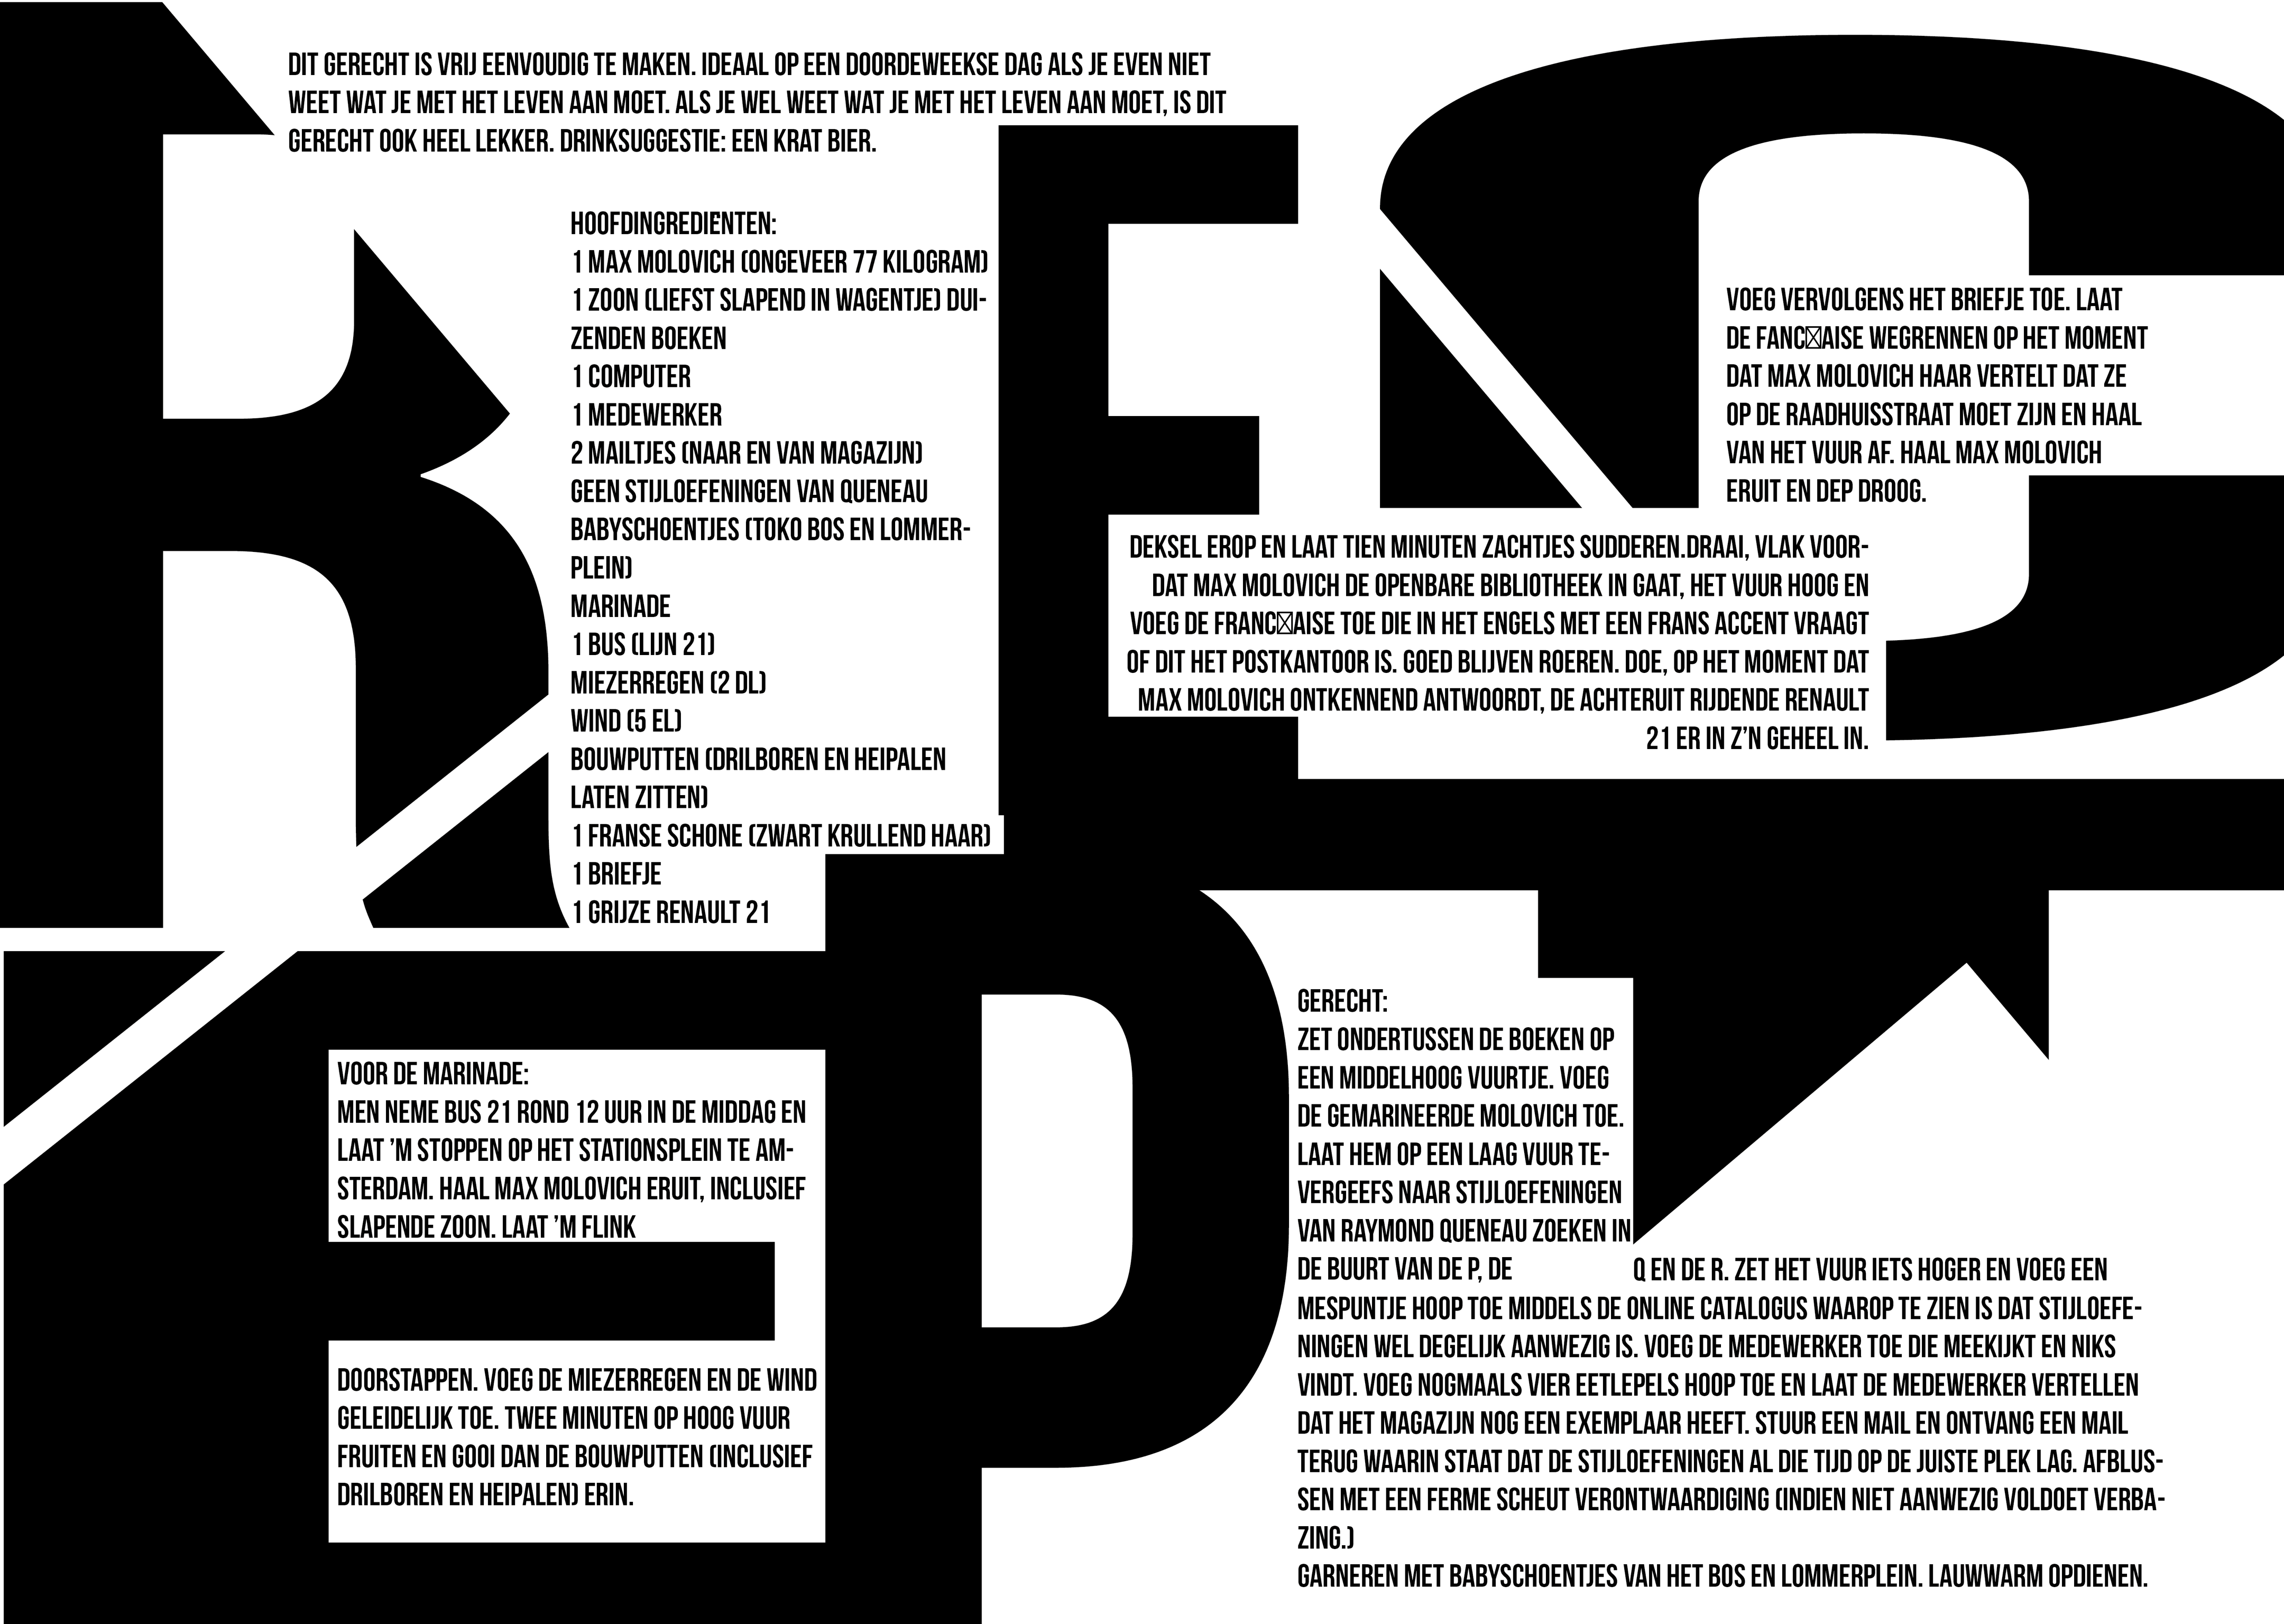 RECEPT
DIT GERECHT IS VRIJ EENVOUDIG TE MAKEN. IDEAAL OP EEN DOORDEWEEKSE DAG ALS JE EVEN NIET
WEET WAT JE MET HET LEVEN AAN MOET. ALS JE WEL WEET WAT JE MET HET LEVEN AAN MOET, IS DIT
GERECHT OOK HEEL LEKKER. DRINKSUGGESTIE: EEN KRAT BIER.
HOOFDINGREDIËNTEN:
1 MAX MOLOVICH (ONGEVEER 77 KILOGRAM)
1 ZOON (LIEFST SLAPEND IN WAGENTJE) DUI-
ZENDEN BOEKEN
1 COMPUTER
1 MEDEWERKER
2 MAILTJES (NAAR EN VAN MAGAZIJN)
GEEN STIJLOEFENINGEN VAN QUENEAU
BABYSCHOENTJES (TOKO BOS EN LOMMER-
PLEIN)
MARINADE
1 BUS (LIJN 21)
MIEZERREGEN (2 DL)
WIND (5 EL)
BOUWPUTTEN (DRILBOREN EN HEIPALEN
LATEN ZITTEN)
1 FRANSE SCHONE (ZWART KRULLEND HAAR)
1 BRIEFJE
1 GRIJZE RENAULT 21
VOOR DE MARINADE:
MEN NEME BUS 21 ROND 12 UUR IN DE MIDDAG EN
LAAT ’M STOPPEN OP HET STATIONSPLEIN TE AM-
STERDAM. HAAL MAX MOLOVICH ERUIT, INCLUSIEF
SLAPENDE ZOON. LAAT ’M FLINK
DOORSTAPPEN. VOEG DE MIEZERREGEN EN DE WIND
GELEIDELIJK TOE. TWEE MINUTEN OP HOOG VUUR
FRUITEN EN GOOI DAN DE BOUWPUTTEN (INCLUSIEF
DRILBOREN EN HEIPALEN) ERIN.
GERECHT:
ZET ONDERTUSSEN DE BOEKEN OP
EEN MIDDELHOOG VUURTJE. VOEG
DE GEMARINEERDE MOLOVICH TOE.
LAAT HEM OP EEN LAAG VUUR TE-
VERGEEFS NAAR STIJLOEFENINGEN
VAN RAYMOND QUENEAU ZOEKEN IN
DE BUURT VAN DE P, DE Q EN DE R. ZET HET VUUR IETS HOGER EN VOEG EEN
MESPUNTJE HOOP TOE MIDDELS DE ONLINE CATALOGUS WAAROP TE ZIEN IS DAT STIJLOEFE-
NINGEN WEL DEGELIJK AANWEZIG IS. VOEG DE MEDEWERKER TOE DIE MEEKIJKT EN NIKS
VINDT. VOEG NOGMAALS VIER EETLEPELS HOOP TOE EN LAAT DE MEDEWERKER VERTELLEN
DAT HET MAGAZIJN NOG EEN EXEMPLAAR HEEFT. STUUR EEN MAIL EN ONTVANG EEN MAIL
TERUG WAARIN STAAT DAT DE STIJLOEFENINGEN AL DIE TIJD OP DE JUISTE PLEK LAG. AFBLUS-
SEN MET EEN FERME SCHEUT VERONTWAARDIGING (INDIEN NIET AANWEZIG VOLDOET VERBA-
ZING.)
GARNEREN MET BABYSCHOENTJES VAN HET BOS EN LOMMERPLEIN. LAUWWARM OPDIENEN.
DEKSEL EROP EN LAAT TIEN MINUTEN ZACHTJES SUDDEREN.DRAAI, VLAK VOOR-
DAT MAX MOLOVICH DE OPENBARE BIBLIOTHEEK IN GAAT, HET VUUR HOOG EN
VOEG DE FRANC☒AISE TOE DIE IN HET ENGELS MET EEN FRANS ACCENT VRAAGT
OF DIT HET POSTKANTOOR IS. GOED BLIJVEN ROEREN. DOE, OP HET MOMENT DAT
MAX MOLOVICH ONTKENNEND ANTWOORDT, DE ACHTERUIT RIJDENDE RENAULT
21 ER IN Z’N GEHEEL IN.
VOEG VERVOLGENS HET BRIEFJE TOE. LAAT
DE FANC☒AISE WEGRENNEN OP HET MOMENT
DAT MAX MOLOVICH HAAR VERTELT DAT ZE
OP DE RAADHUISSTRAAT MOET ZIJN EN HAAL
VAN HET VUUR AF. HAAL MAX MOLOVICH
ERUIT EN DEP DROOG.